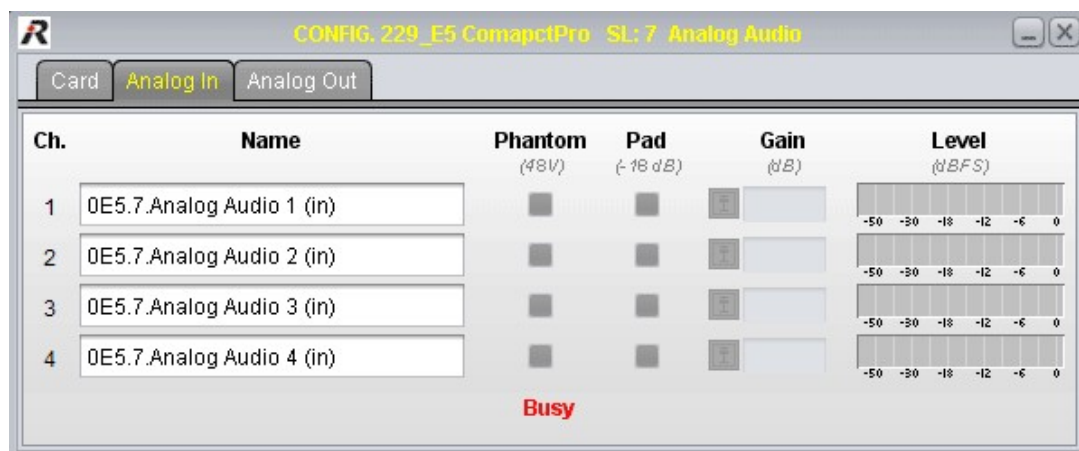 CONFIG. 229_E5 ComapctPro SL: 7 Analog Audio
Card Analog In Analog Out
Ch. Name Phantom Pad Gain Level
(48V) (-18 dB) (dB) (dBFS)
1 0E5.7.Analog Audio 1 (in)
-50 -30 -18 -12 -6 0
2 0E5.7.Analog Audio 2 (in)
-50 -30 -18 -12 -6 0
3 0E5.7.Analog Audio 3 (in)
-50 -30 -18 -12 -6 0
4 0E5.7.Analog Audio 4 (in)
-50 -30 -18 -12 -6 0
Busy